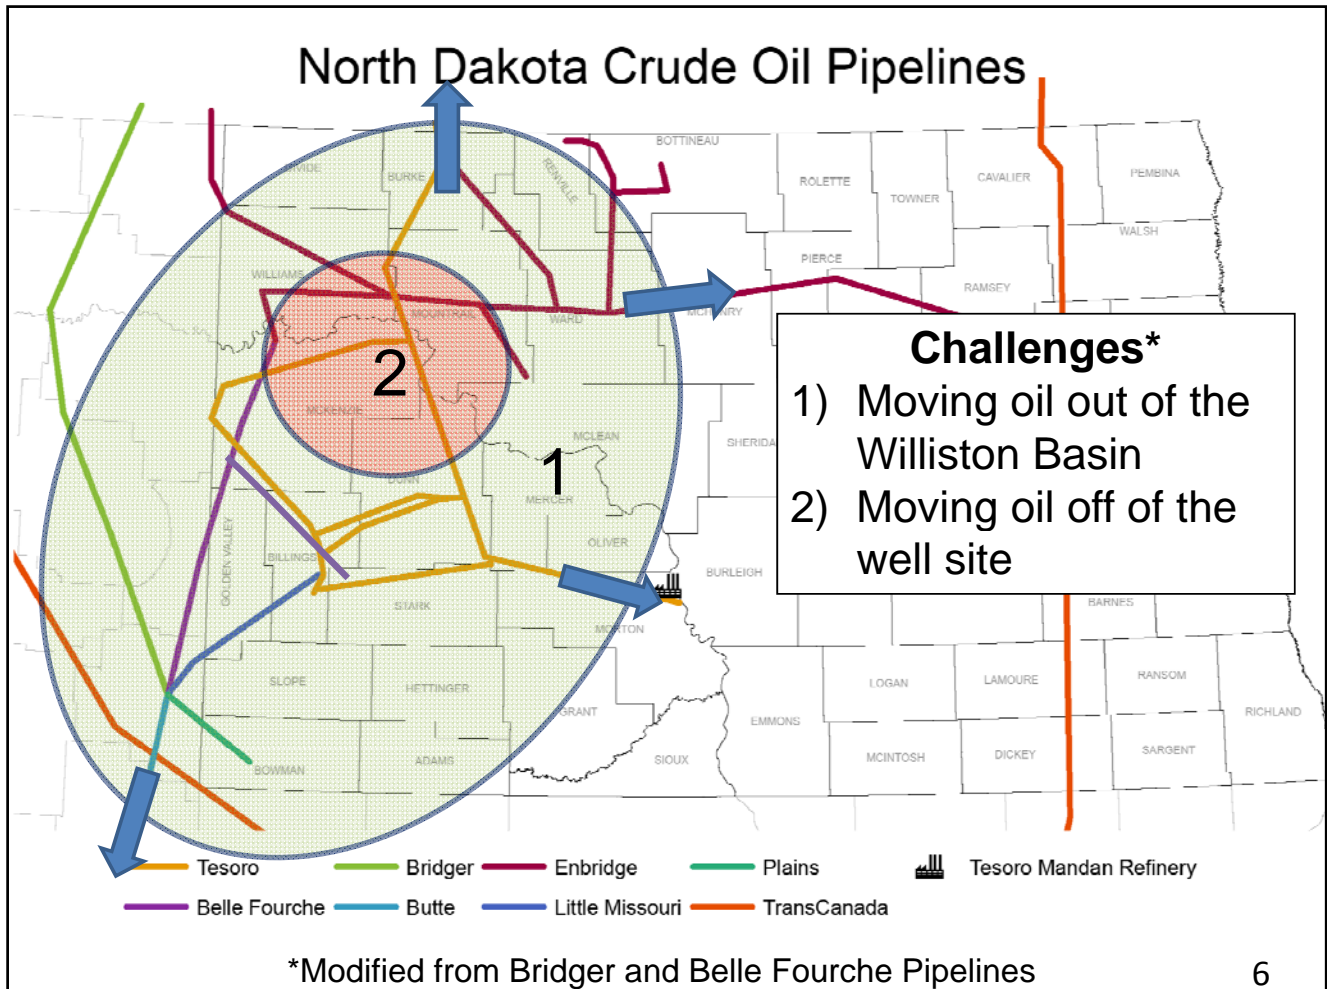 North Dakota Crude Oil Pipelines
BOTTINEAU
DIVIDE
BURKE
RENVILLE
ROLETTE
TOWNER
CAVALIER
PEMBINA
WALSH
PIERCE
WILLIAMS
RAMSEY
MOUNTRAIL
WARD
MCHENRY
Challenges*
1) Moving oil out of the
Williston Basin
2) Moving oil off of the
well site
2
MCKENZIE
MCLEAN
SHERIDA
1
DUNN
MERCER
GOLDEN VALLEY
BILLINGS
OLIVER
BURLEIGH
STARK
BARNES
MORTON
SLOPE
HETTINGER
GRANT
LOGAN
LAMOURE
RANSOM
RICHLAND
EMMONS
BOWMAN
ADAMS
SIOUX
MCINTOSH
DICKEY
SARGENT
Tesoro Bridger Enbridge Plains Tesoro Mandan Refinery
Belle Fourche Butte Little Missouri TransCanada
*Modified from Bridger and Belle Fourche Pipelines
6